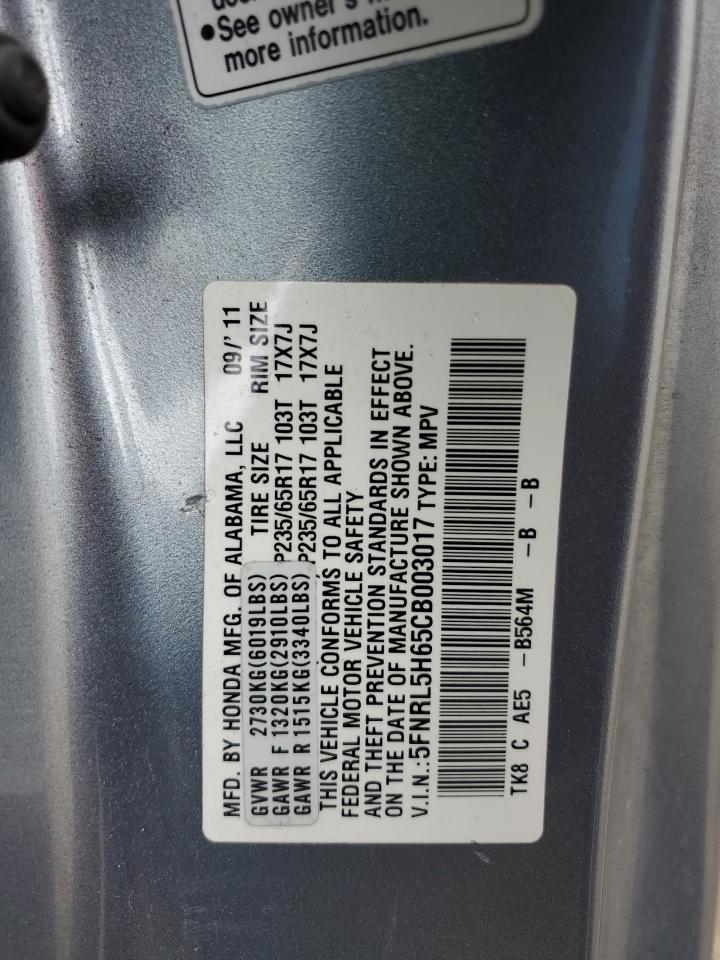 ●See owner's
more information.
MFD. BY HONDA MFG. OF ALABAMA, LLC 09/' 11
GVWR 2730KG(6019LBS) TIRE SIZE RIM SIZE
GAWR F 1320KG(2910LBS) P235/65R17 103T 17X7J
GAWR R 1515KG(3340LBS) P235/65R17 103T 17X7J
THIS VEHICLE CONFORMS TO ALL APPLICABLE
FEDERAL MOTOR VEHICLE SAFETY
AND THEFT PREVENTION STANDARDS IN EFFECT
ON THE DATE OF MANUFACTURE SHOWN ABOVE.
V.I.N.:5FNRL5H65CB003017 TYPE: MPV
TK8 C AE5 -B564M -B -B